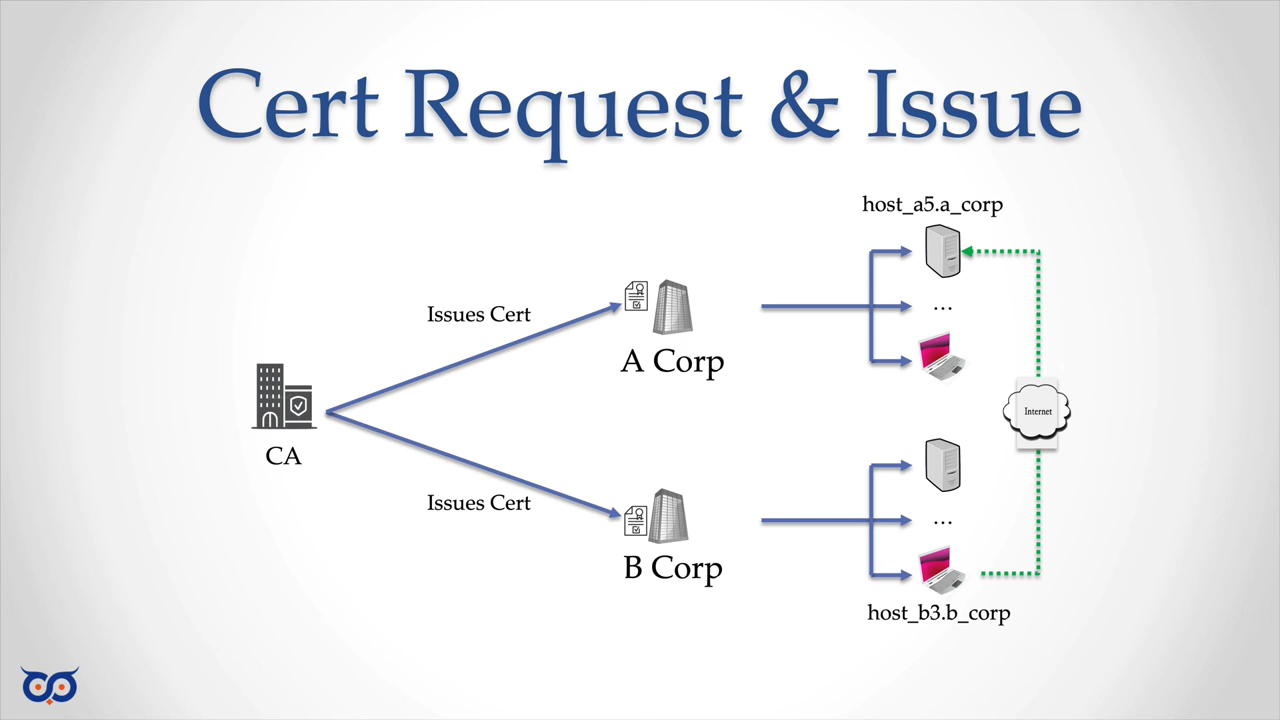 Cert Request & Issue
host_a5.a_corp
...
Issues Cert
A Corp
Internet
CA
Issues Cert
...
B Corp
host_b3.b_corp